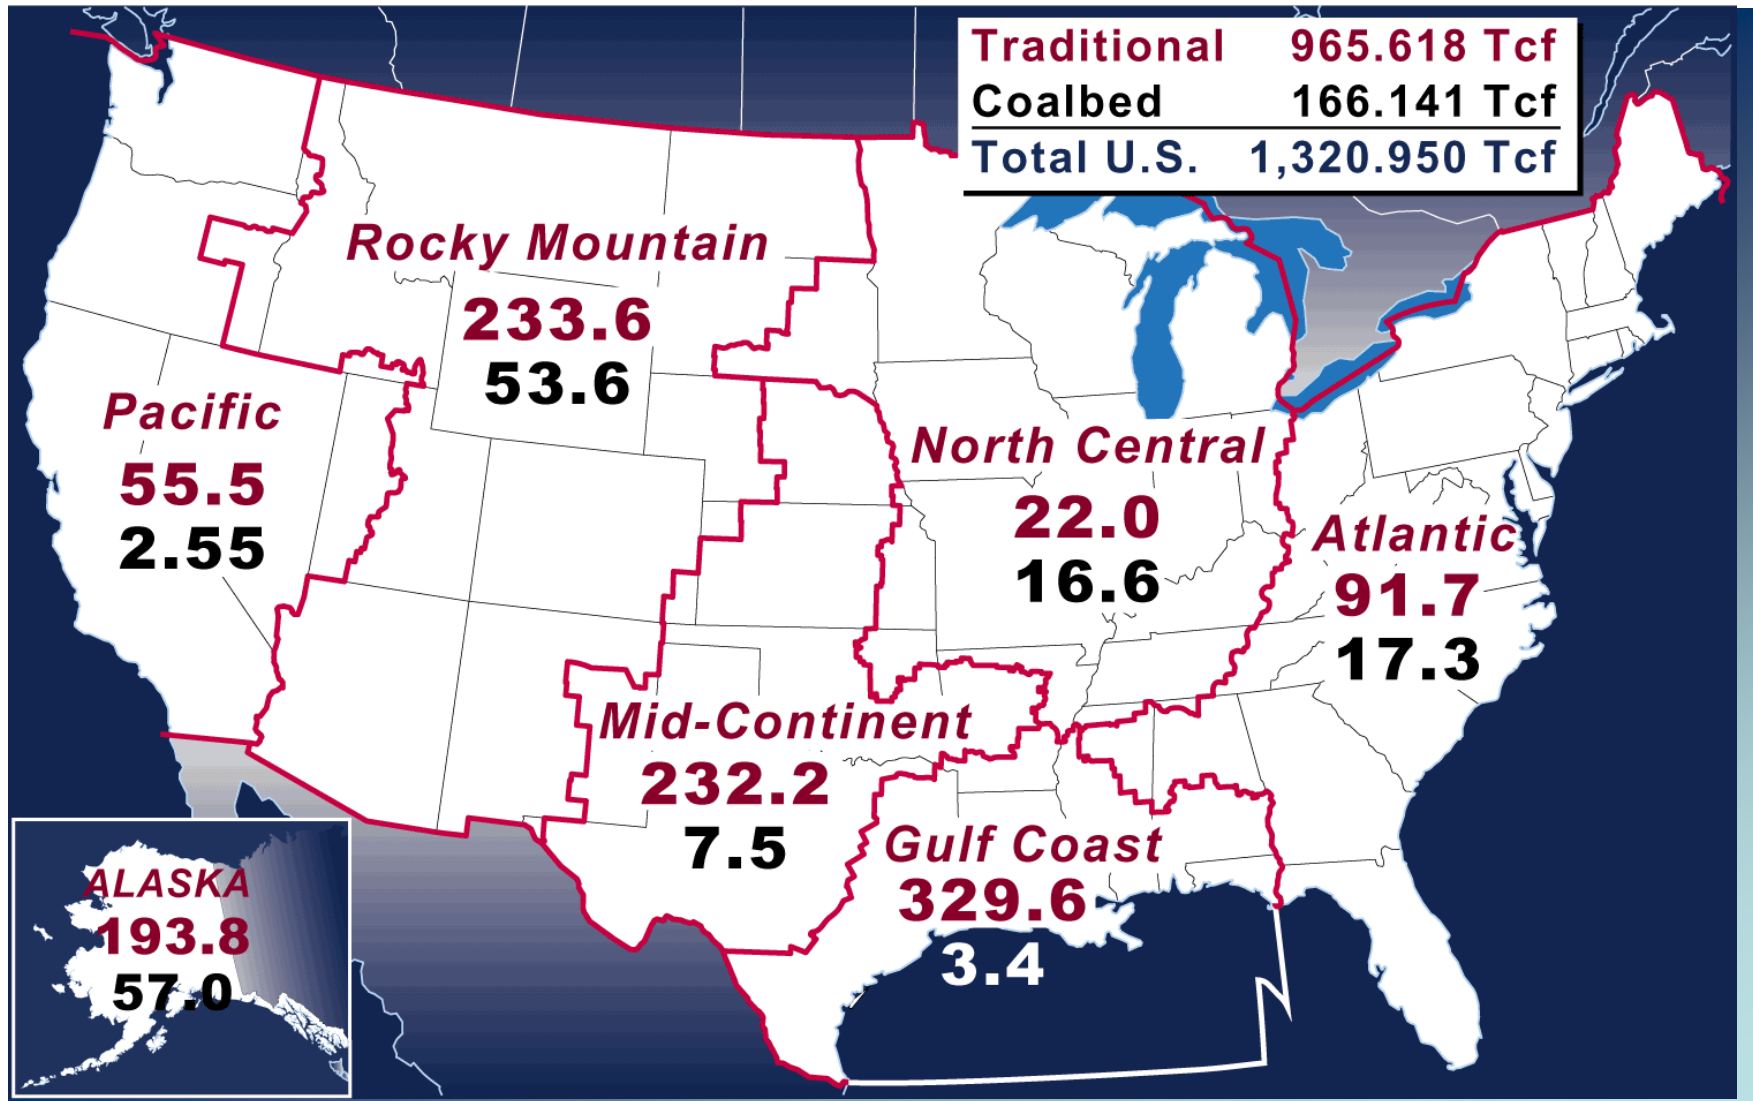 Traditional 965.618 Tcf
Coalbed 166.141 Tcf
Total U.S. 1,320.950 Tcf
Rocky Mountain
233.6
53.6
Pacific
55.5
2.55
North Central
22.0
16.6
Atlantic
91.7
17.3
Mid-Continent
232.2
7.5
Gulf Coast
329.6
3.4
ALASKA
193.8
57.0